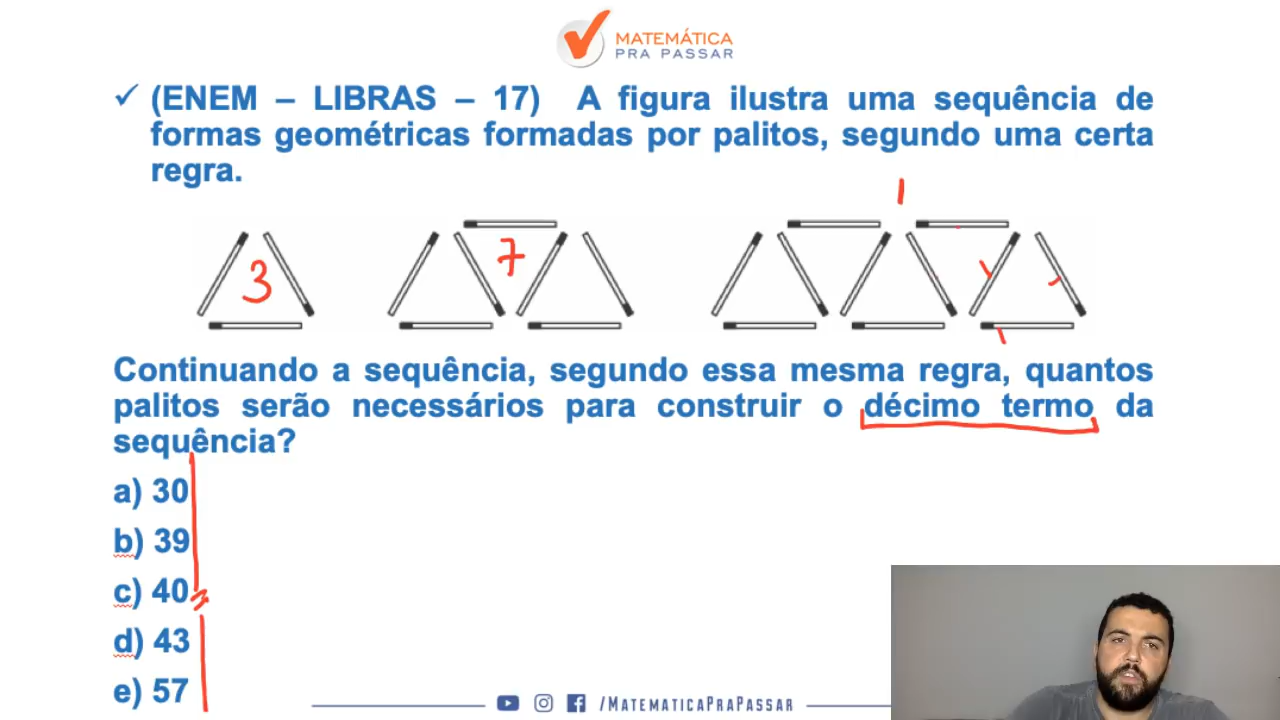 MATEMÁTICA
PRA PASSAR
✓ (ENEM – LIBRAS – 17) A figura ilustra uma sequência de
formas geométricas formadas por palitos, segundo uma certa
regra.
1
3
7
Continuando a sequência, segundo essa mesma regra, quantos
palitos serão necessários para construir o décimo termo da
sequência?
a) 30
b) 39
c) 40
d) 43
e) 57
/MATEMATICAPRAPASSAR